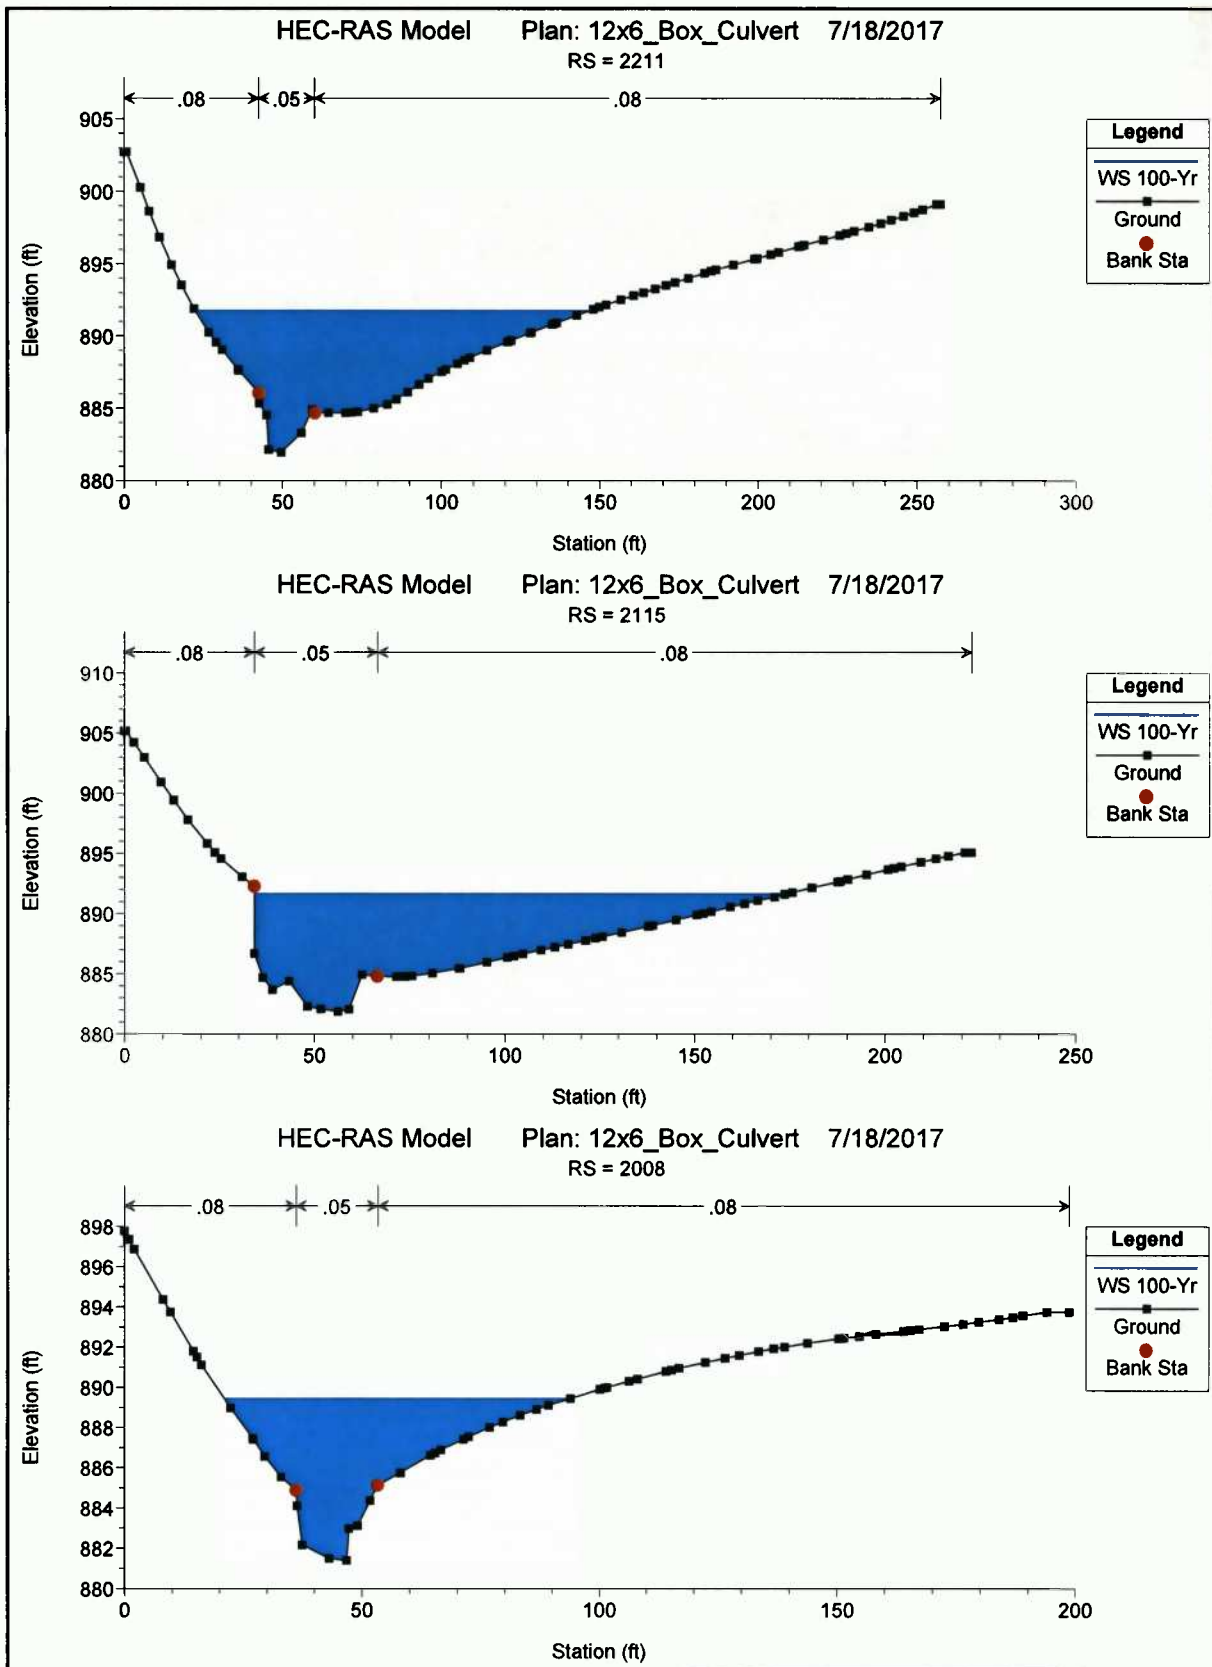 HEC-RAS Model Plan: 12x6_Box_Culvert 7/18/2017
RS = 2211
.08 .05 .08
905
900
895
890
885
880
Elevation (ft)
0 50 100 150 200 250 300
Station (ft)
Legend
WS 100-Yr
Ground
Bank Sta
HEC-RAS Model Plan: 12x6_Box_Culvert 7/18/2017
RS = 2115
.08 .05 .08
910
905
900
895
890
885
880
Elevation (ft)
0 50 100 150 200 250
Station (ft)
Legend
WS 100-Yr
Ground
Bank Sta
HEC-RAS Model Plan: 12x6_Box_Culvert 7/18/2017
RS = 2008
.08 .05 .08
898
896
894
892
890
888
886
884
882
880
Elevation (ft)
0 50 100 150 200
Station (ft)
Legend
WS 100-Yr
Ground
Bank Sta